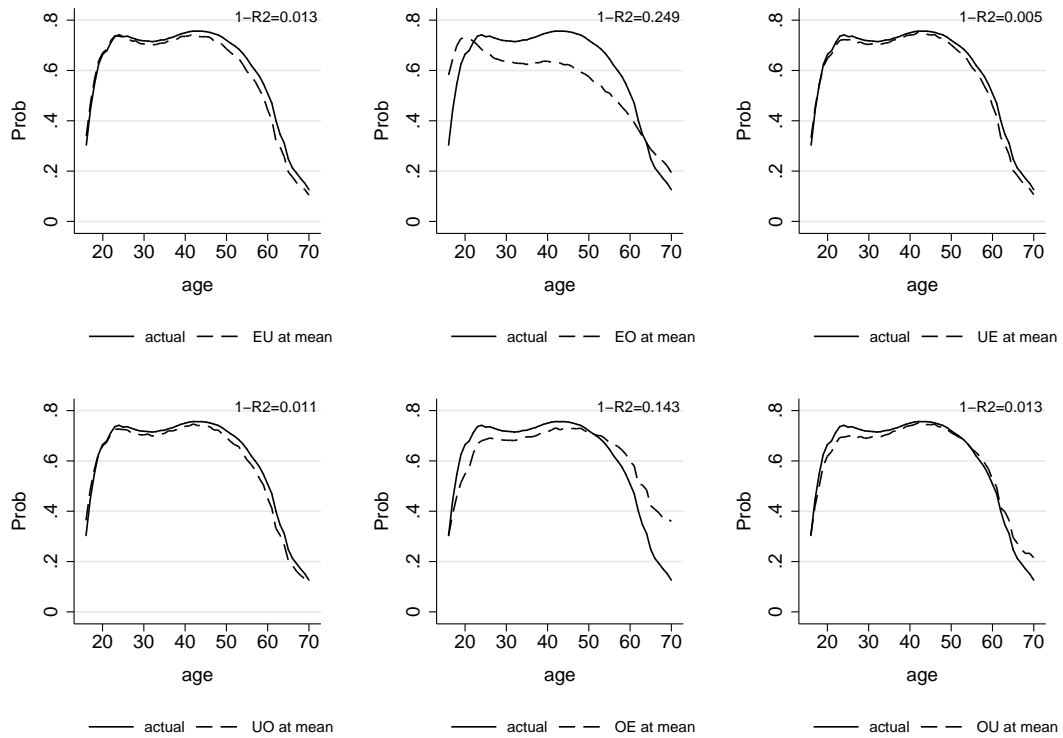 1−R2=0.013
.8
.6
.4
.2
0
Prob
20 30 40 50 60 70
age
actual EU at mean
1−R2=0.249
.8
.6
.4
.2
0
Prob
20 30 40 50 60 70
age
actual EO at mean
1−R2=0.005
.8
.6
.4
.2
0
Prob
20 30 40 50 60 70
age
actual UE at mean
1−R2=0.011
.8
.6
.4
.2
0
Prob
20 30 40 50 60 70
age
actual UO at mean
1−R2=0.143
.8
.6
.4
.2
0
Prob
20 30 40 50 60 70
age
actual OE at mean
1−R2=0.013
.8
.6
.4
.2
0
Prob
20 30 40 50 60 70
age
actual OU at mean